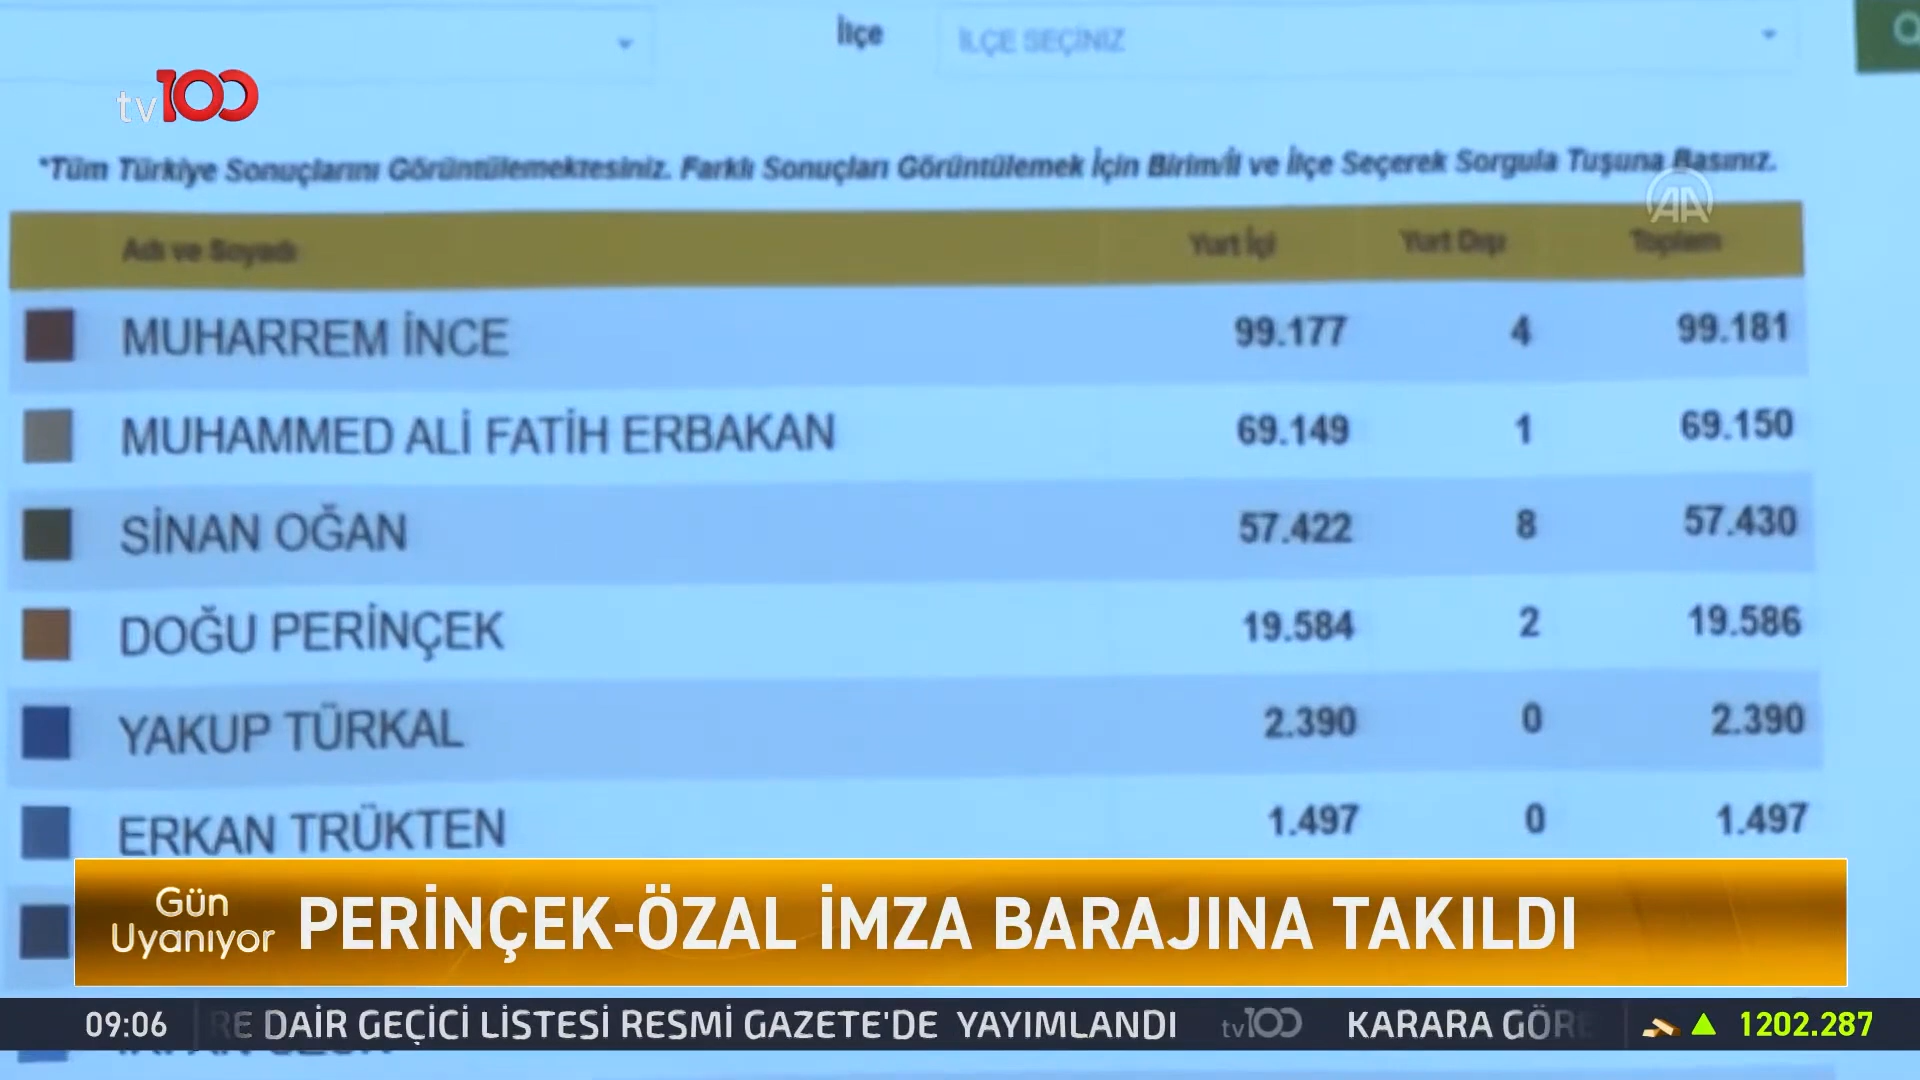 İlçe
İLÇE SEÇİNİZ
tv100
*Tüm Türkiye Sonuçlarını Görüntülemektesiniz. Farklı Sonuçları Görüntülemek İçin Birim/İl ve İlçe Seçerek Sorgula Tuşuna Basınız.
AA
Adı ve Soyadı Yurt İçi Yurt Dışı Toplam
MUHARREM İNCE 99.177 4 99.181
MUHAMMED ALİ FATİH ERBAKAN 69.149 1 69.150
SİNAN OĞAN 57.422 8 57.430
DOĞU PERİNÇEK 19.584 2 19.586
YAKUP TÜRKAL 2.390 0 2.390
ERKAN TRÜKTEN 1.497 0 1.497
Gün
Uyanıyor
PERİNÇEK-ÖZAL İMZA BARAJINA TAKILDI
09:06 RE DAİR GEÇİCİ LİSTESİ RESMİ GAZETE'DE YAYIMLANDI tv100 KARARA GÖRE 1202.287